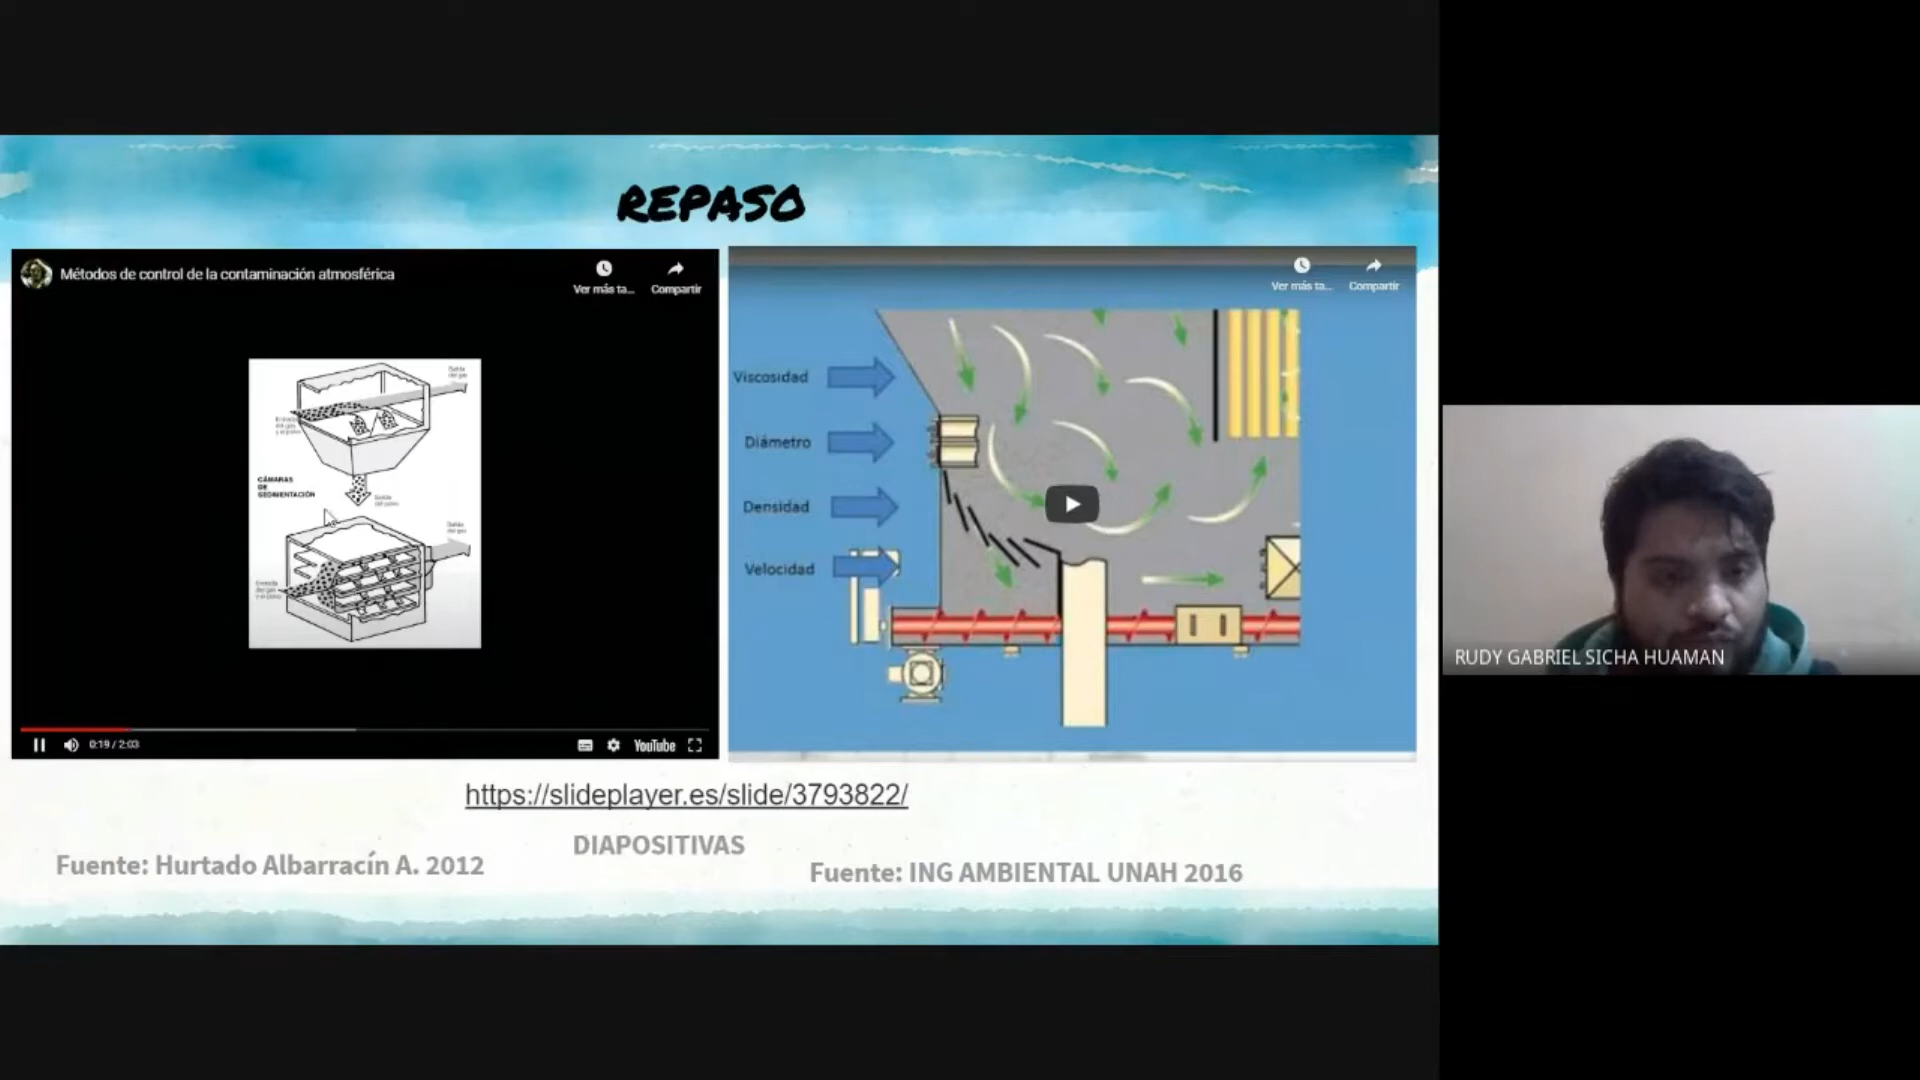 REPASO
Métodos de control de la contaminación atmosférica
Ver más ta...
Compartir
Salida
del gas
Entrada
del gas
y el polvo
CÁMARAS
DE
SEDIMENTACIÓN
Salida
del polvo
Salida
del gas
Entrada
del gas
y el polvo
0:19 / 2:03
YouTube
Ver más ta...
Compartir
Viscosidad
Diámetro
Densidad
Velocidad
https://slideplayer.es/slide/3793822/
DIAPOSITIVAS
Fuente: Hurtado Albarracín A. 2012
Fuente: ING AMBIENTAL UNAH 2016
RUDY GABRIEL SICHA HUAMAN